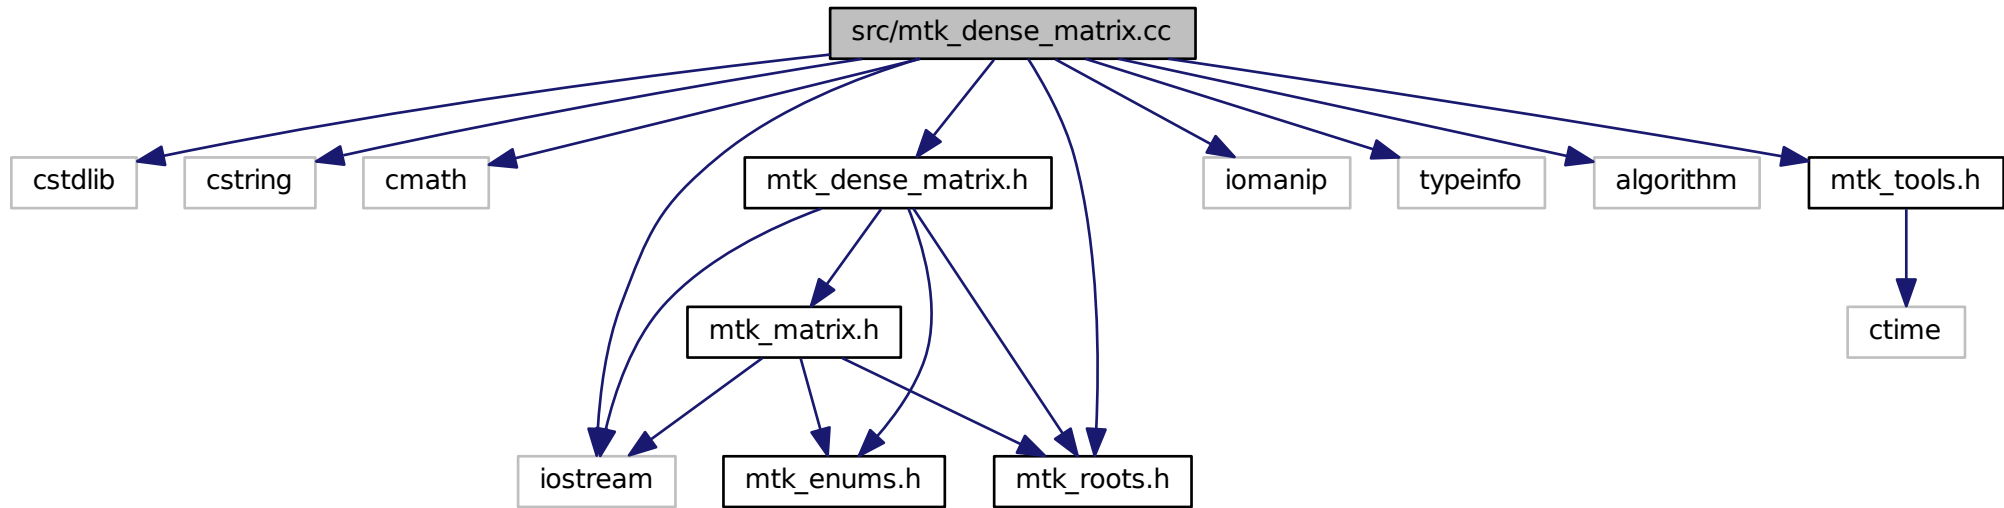 src/mtk_dense_matrix.cc
cstdlib
cstring
cmath
mtk_dense_matrix.h
iomanip
typeinfo
algorithm
mtk_tools.h
mtk_matrix.h
ctime
iostream
mtk_enums.h
mtk_roots.h